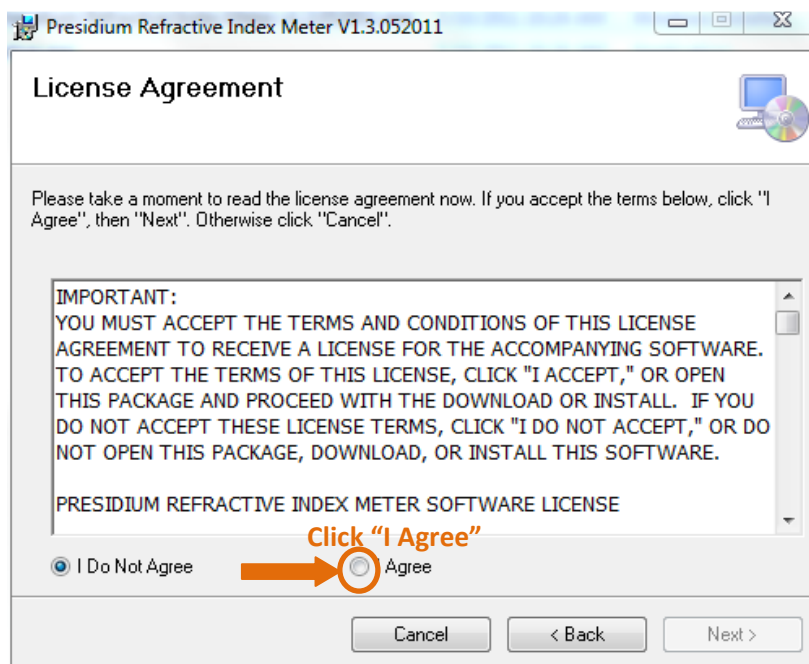 Presidium Refractive Index Meter V1.3.052011
License Agreement
Please take a moment to read the license agreement now. If you accept the terms below, click "I
Agree", then "Next". Otherwise click "Cancel".
IMPORTANT:
YOU MUST ACCEPT THE TERMS AND CONDITIONS OF THIS LICENSE
AGREEMENT TO RECEIVE A LICENSE FOR THE ACCOMPANYING SOFTWARE.
TO ACCEPT THE TERMS OF THIS LICENSE, CLICK "I ACCEPT," OR OPEN
THIS PACKAGE AND PROCEED WITH THE DOWNLOAD OR INSTALL.  IF YOU
DO NOT ACCEPT THESE LICENSE TERMS, CLICK "I DO NOT ACCEPT," OR DO
NOT OPEN THIS PACKAGE, DOWNLOAD, OR INSTALL THIS SOFTWARE.
PRESIDIUM REFRACTIVE INDEX METER SOFTWARE LICENSE
Click “I Agree”
I Do Not Agree
I Agree
Cancel
< Back
Next >